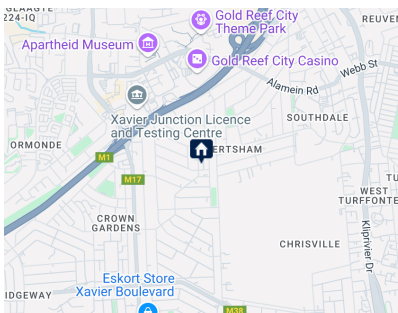 GLAAGTE
224-IQ
Gold Reef City
Theme Park
REUVEN
Apartheid Museum
Gold Reef City Casino
Webb St
Alamein Rd
Xavier Junction Licence
and Testing Centre
SOUTHDALE
ORMONDE
ERTSHAM
M1
M17
TU
WEST
TURFFONTE
CROWN
GARDENS
Kliprivier Dr
CHRISVILLE
Eskort Store
Xavier Boulevard
IDGEWAY
M38